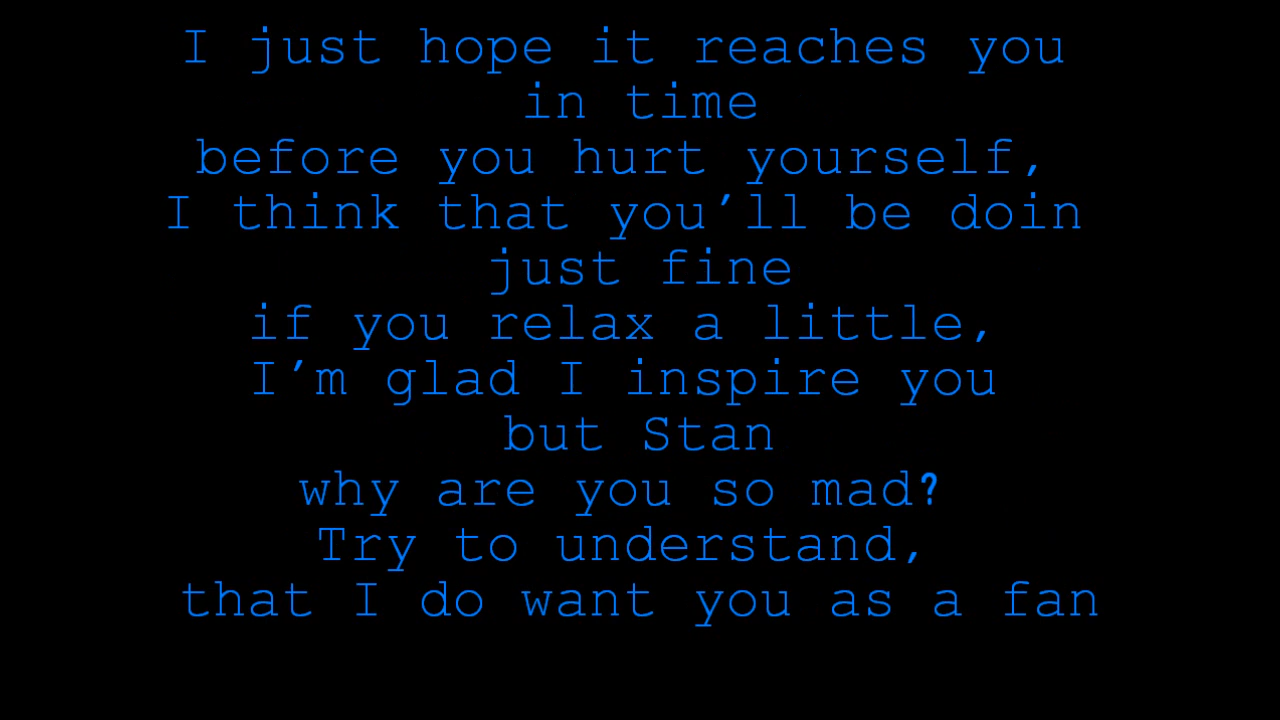 I just hope it reaches you
in time
before you hurt yourself,
I think that you’ll be doin
just fine
if you relax a little,
I’m glad I inspire you
but Stan
why are you so mad?
Try to understand,
that I do want you as a fan